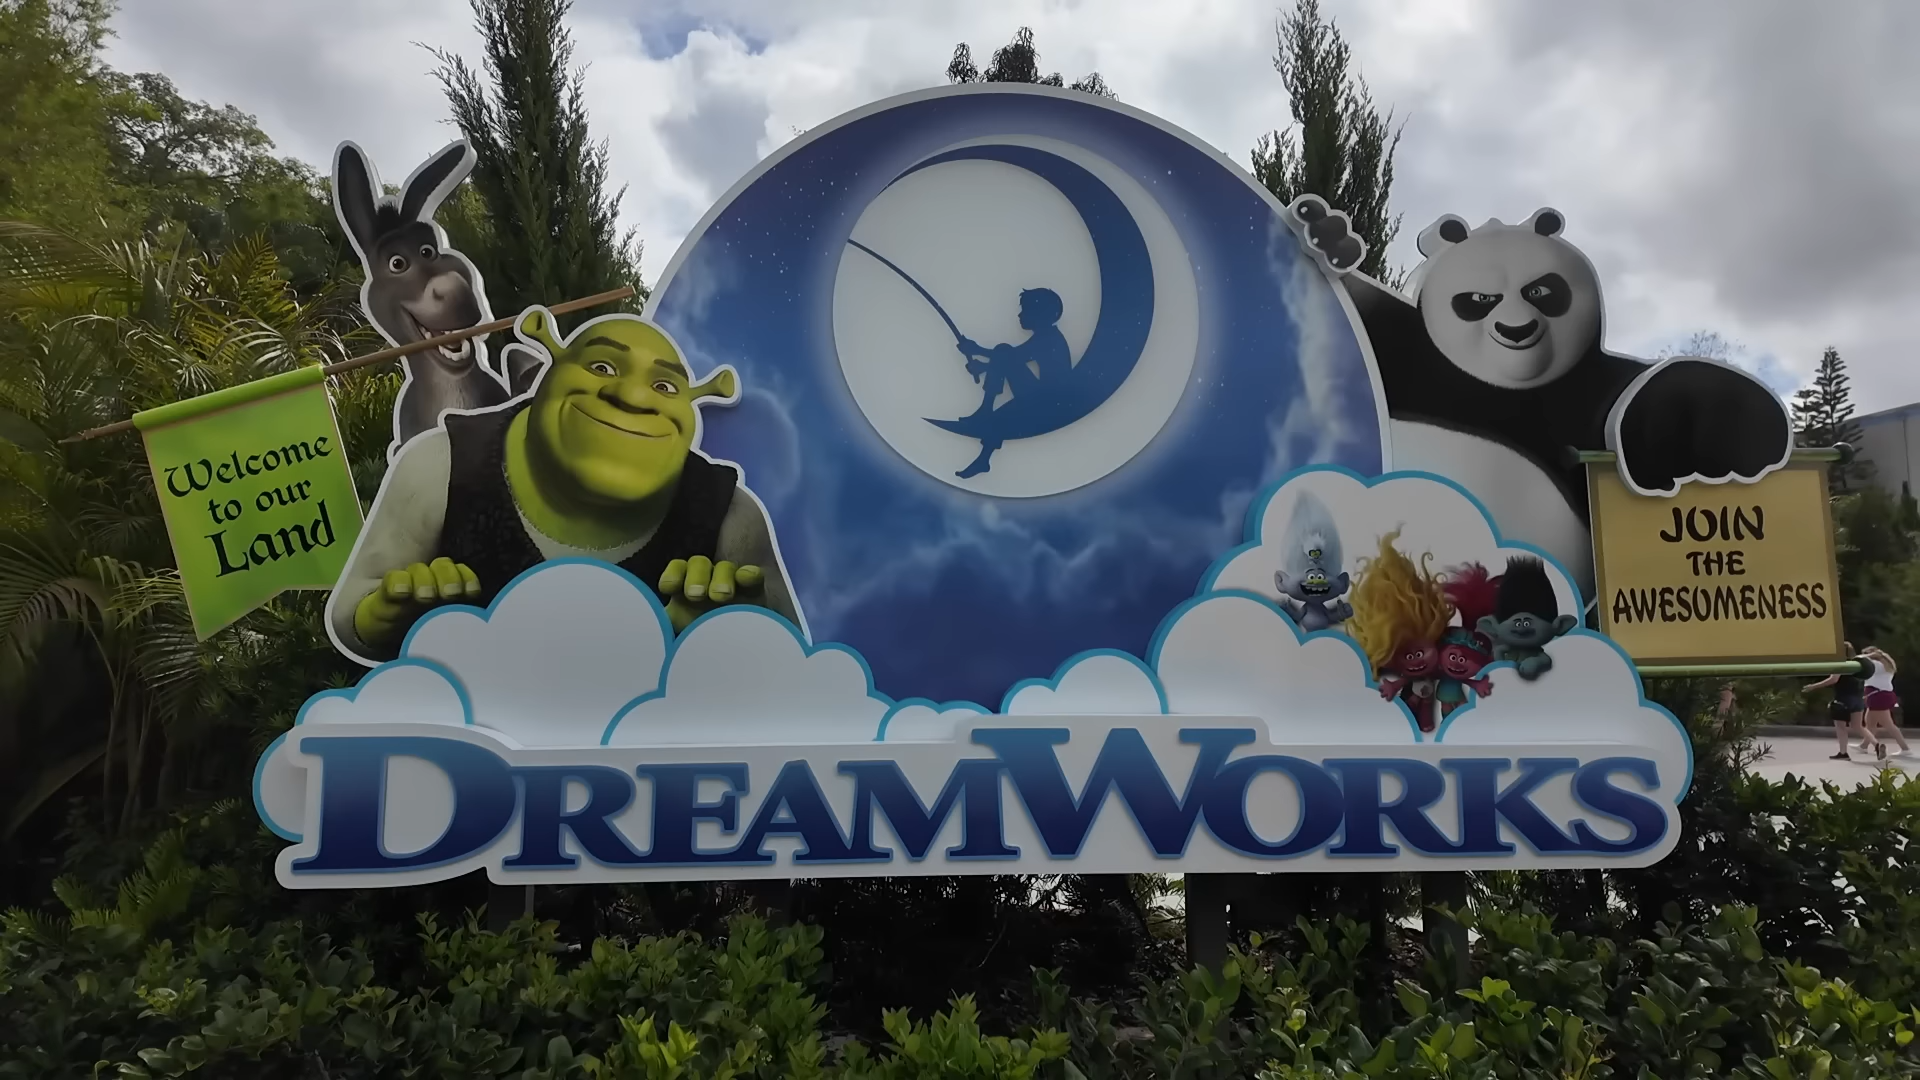 Welcome
to our
Land
JOIN
THE
AWESOMENESS
DREAMWORKS